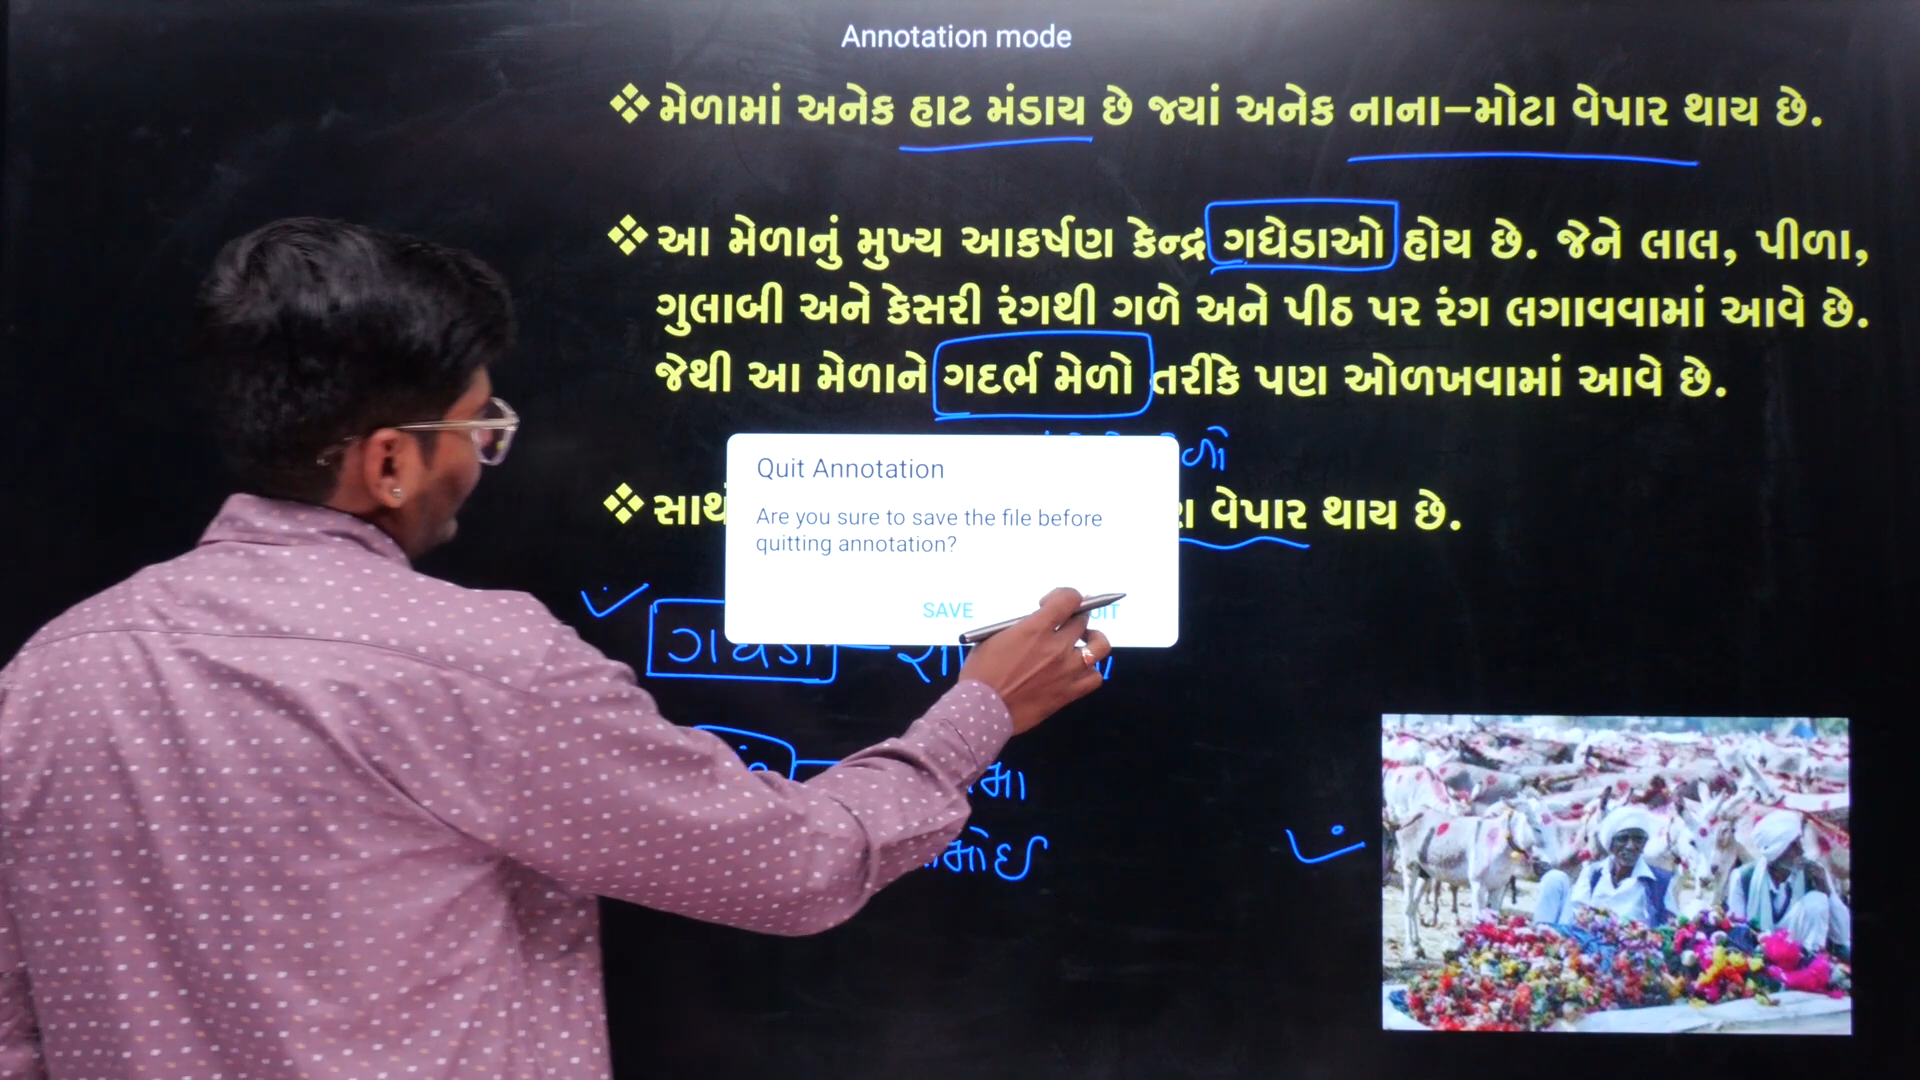 Annotation mode
❖ મેળામાં અનેક હાટ મંડાય છે જ્યાં અનેક નાના–મોટા વેપાર થાય છે.
❖ આ મેળાનું મુખ્ય આકર્ષણ કેન્દ્ર ગધેડાઓ હોય છે. જેને લાલ, પીળા,
ગુલાબી અને કેસરી રંગથી ગળે અને પીઠ પર રંગ લગાવવામાં આવે છે.
જેથી આ મેળાને ગદર્ભ મેળો તરીકે પણ ઓળખવામાં આવે છે.
Quit Annotation
❖ વેપાર થાય છે.
Are you sure to save the file before
quitting annotation?
SAVE